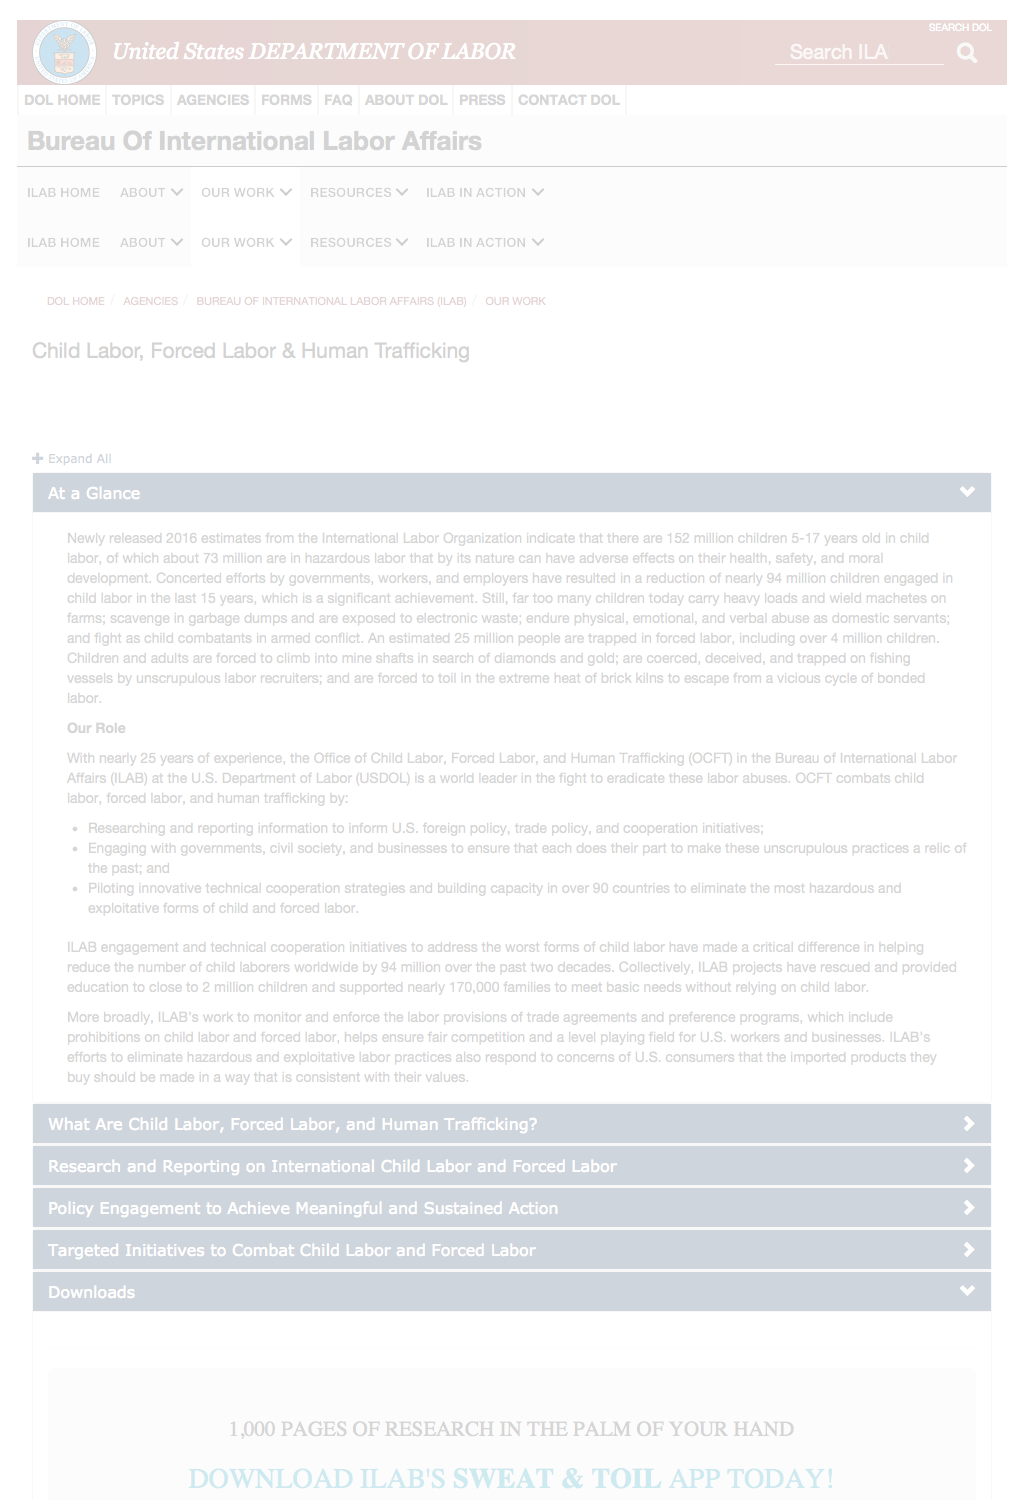 SEARCH DOL
United States DEPARTMENT OF LABOR
Search ILA
DOL HOME TOPICS AGENCIES FORMS FAQ ABOUT DOL PRESS CONTACT DOL
Bureau Of International Labor Affairs
ILAB HOME ABOUT OUR WORK RESOURCES ILAB IN ACTION
ILAB HOME ABOUT OUR WORK RESOURCES ILAB IN ACTION
DOL HOME / AGENCIES / BUREAU OF INTERNATIONAL LABOR AFFAIRS (ILAB) / OUR WORK
Child Labor, Forced Labor & Human Trafficking
Expand All
At a Glance
Newly released 2016 estimates from the International Labor Organization indicate that there are 152 million children 5-17 years old in child
labor, of which about 73 million are in hazardous labor that by its nature can have adverse effects on their health, safety, and moral
development. Concerted efforts by governments, workers, and employers have resulted in a reduction of nearly 94 million children engaged in
child labor in the last 15 years, which is a significant achievement. Still, far too many children today carry heavy loads and wield machetes on
farms; scavenge in garbage dumps and are exposed to electronic waste; endure physical, emotional, and verbal abuse as domestic servants;
and fight as child combatants in armed conflict. An estimated 25 million people are trapped in forced labor, including over 4 million children.
Children and adults are forced to climb into mine shafts in search of diamonds and gold; are coerced, deceived, and trapped on fishing
vessels by unscrupulous labor recruiters; and are forced to toil in the extreme heat of brick kilns to escape from a vicious cycle of bonded
labor.
Our Role
With nearly 25 years of experience, the Office of Child Labor, Forced Labor, and Human Trafficking (OCFT) in the Bureau of International Labor
Affairs (ILAB) at the U.S. Department of Labor (USDOL) is a world leader in the fight to eradicate these labor abuses. OCFT combats child
labor, forced labor, and human trafficking by:
• Researching and reporting information to inform U.S. foreign policy, trade policy, and cooperation initiatives;
• Engaging with governments, civil society, and businesses to ensure that each does their part to make these unscrupulous practices a relic of
the past; and
• Piloting innovative technical cooperation strategies and building capacity in over 90 countries to eliminate the most hazardous and
exploitative forms of child and forced labor.
ILAB engagement and technical cooperation initiatives to address the worst forms of child labor have made a critical difference in helping
reduce the number of child laborers worldwide by 94 million over the past two decades. Collectively, ILAB projects have rescued and provided
education to close to 2 million children and supported nearly 170,000 families to meet basic needs without relying on child labor.
More broadly, ILAB's work to monitor and enforce the labor provisions of trade agreements and preference programs, which include
prohibitions on child labor and forced labor, helps ensure fair competition and a level playing field for U.S. workers and businesses. ILAB's
efforts to eliminate hazardous and exploitative labor practices also respond to concerns of U.S. consumers that the imported products they
buy should be made in a way that is consistent with their values.
What Are Child Labor, Forced Labor, and Human Trafficking?
Research and Reporting on International Child Labor and Forced Labor
Policy Engagement to Achieve Meaningful and Sustained Action
Targeted Initiatives to Combat Child Labor and Forced Labor
Downloads
1,000 PAGES OF RESEARCH IN THE PALM OF YOUR HAND
DOWNLOAD ILAB'S SWEAT & TOIL APP TODAY!